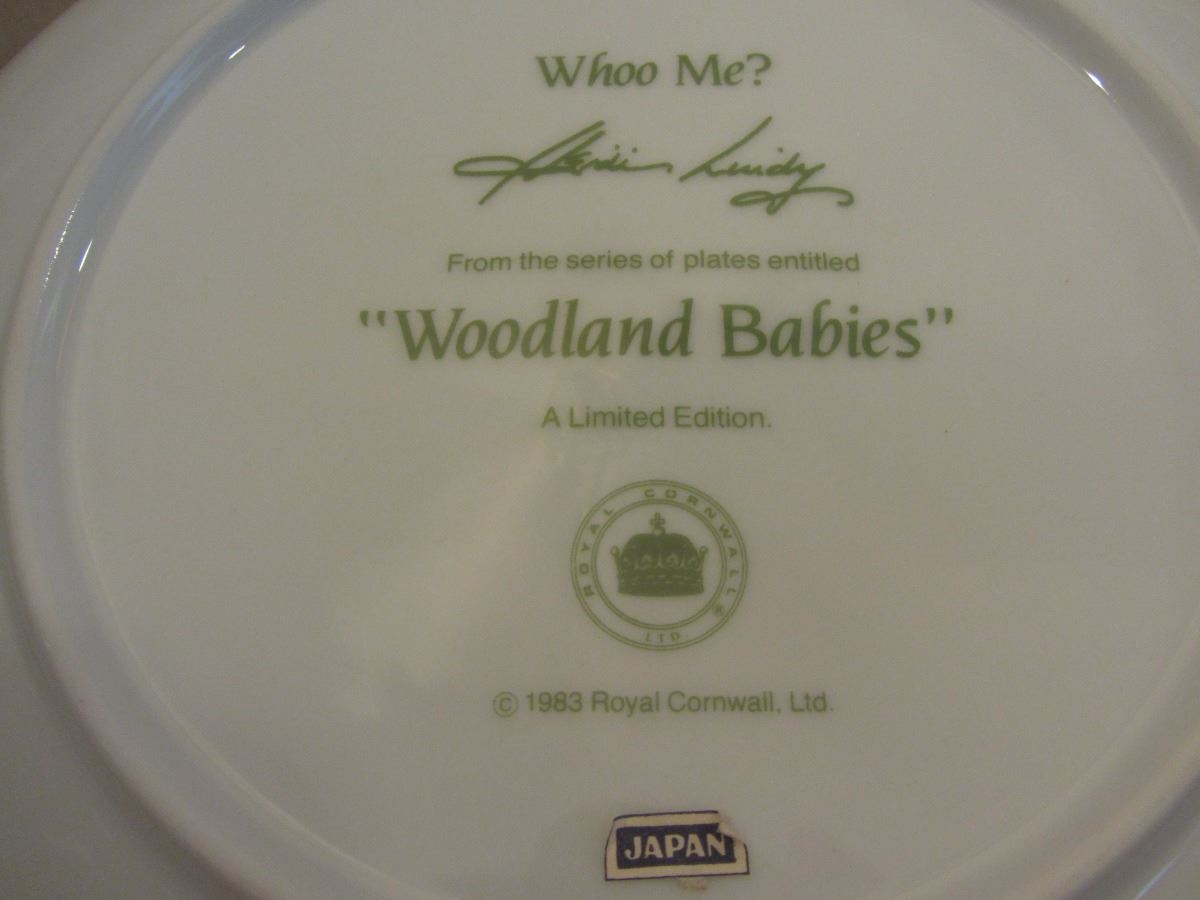 Whoo Me?
From the series of plates entitled
"Woodland Babies"
A Limited Edition.
ROYAL CORNWALL ®
LTD.
© 1983 Royal Cornwall, Ltd.
JAPAN